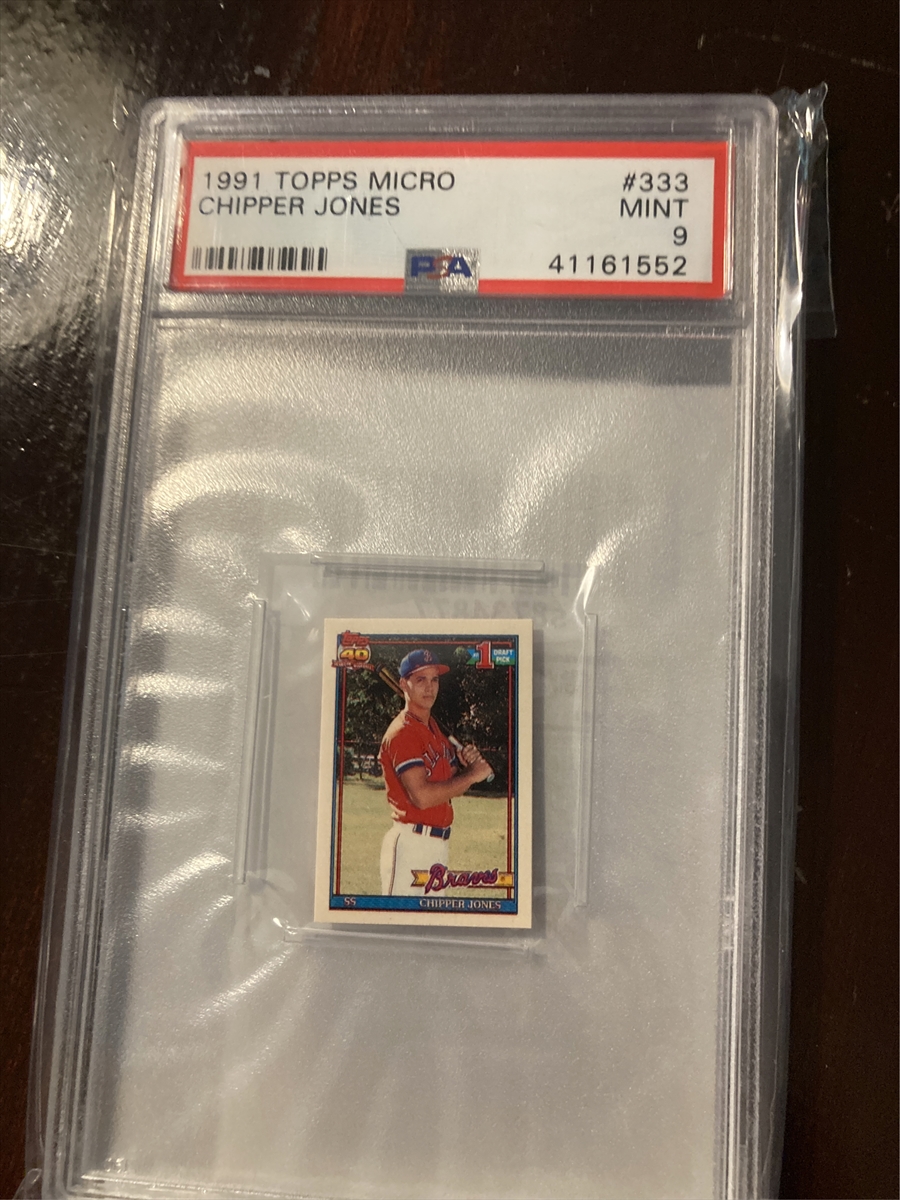 1991 TOPPS MICRO #333
CHIPPER JONES MINT
9
PSA 41161552
Topps
40
#1 DRAFT
PICK
Braves
SS CHIPPER JONES